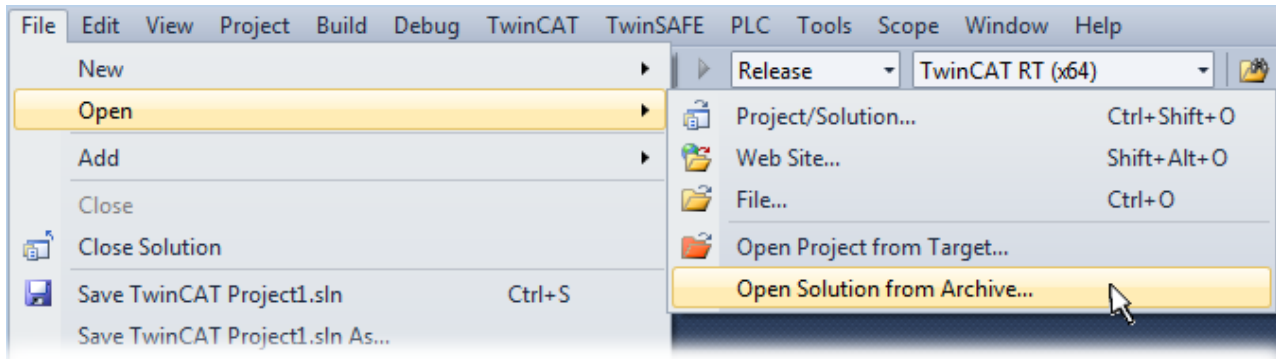 File Edit View Project Build Debug TwinCAT TwinSAFE PLC Tools Scope Window Help
New
Release TwinCAT RT (x64)
Open
Project/Solution... Ctrl+Shift+O
Add
Web Site... Shift+Alt+O
Close
File... Ctrl+O
Close Solution
Open Project from Target...
Save TwinCAT Project1.sln Ctrl+S
Open Solution from Archive...
Save TwinCAT Project1.sln As...